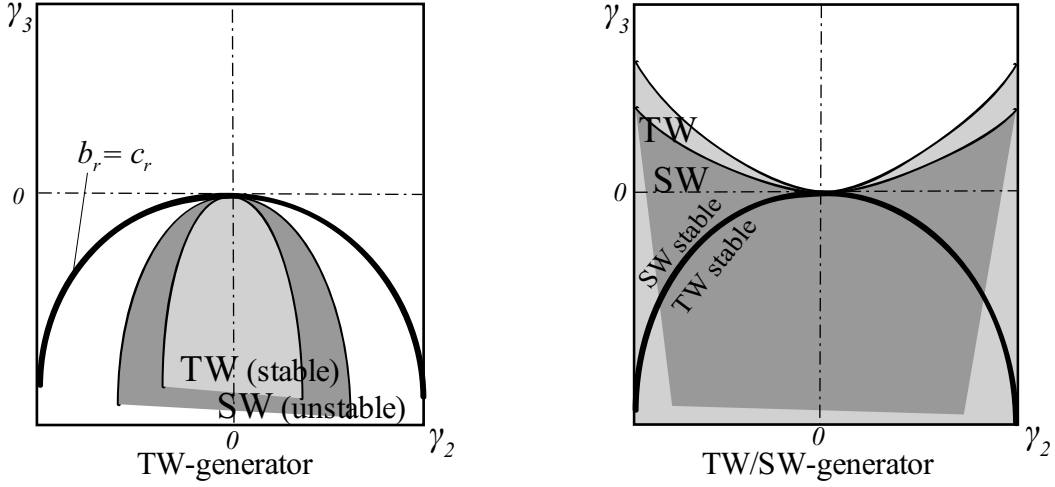 γ₃
b_r = c_r
0
TW (stable)
SW (unstable)
0
γ₂
TW-generator
γ₃
TW
SW
0
SW stable
TW stable
0
γ₂
TW/SW-generator